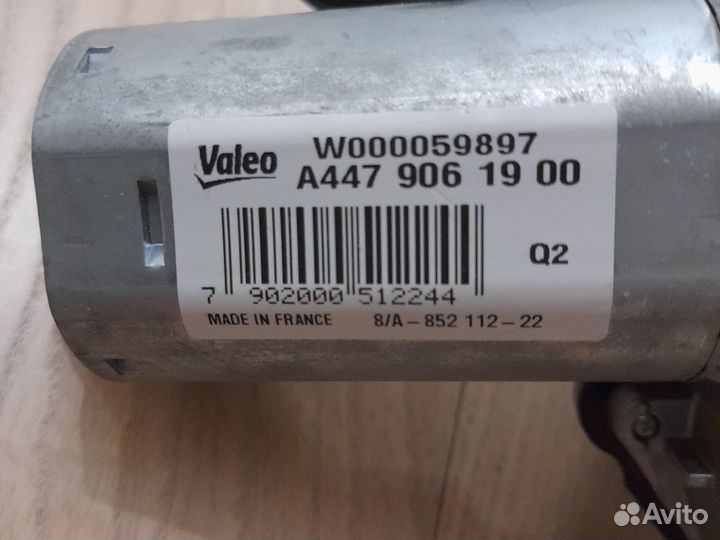 Valeo
W000059897
A447 906 19 00
Q2
7 902000 512244
MADE IN FRANCE 8/A-852 112-22
Avito